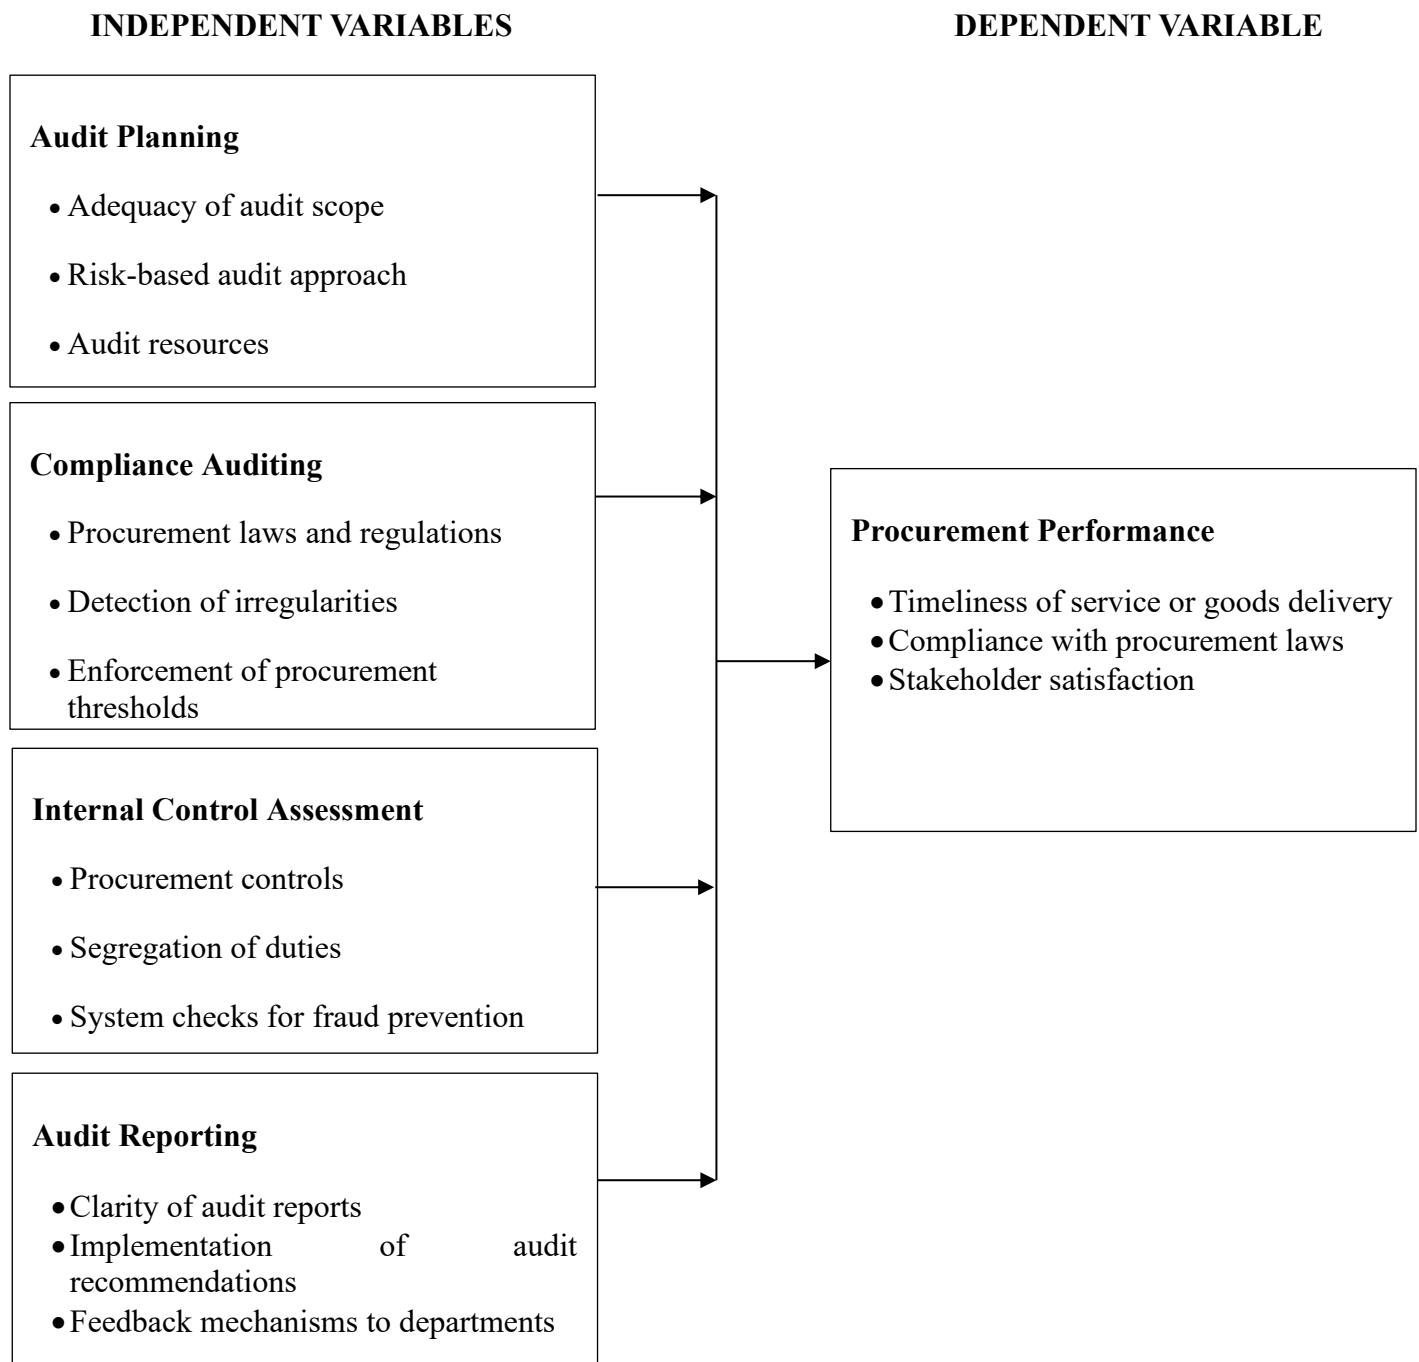 INDEPENDENT VARIABLES
DEPENDENT VARIABLE
Audit Planning
• Adequacy of audit scope
• Risk-based audit approach
• Audit resources
Compliance Auditing
• Procurement laws and regulations
• Detection of irregularities
• Enforcement of procurement
thresholds
Internal Control Assessment
• Procurement controls
• Segregation of duties
• System checks for fraud prevention
Audit Reporting
• Clarity of audit reports
• Implementation of audit
recommendations
• Feedback mechanisms to departments
Procurement Performance
• Timeliness of service or goods delivery
• Compliance with procurement laws
• Stakeholder satisfaction